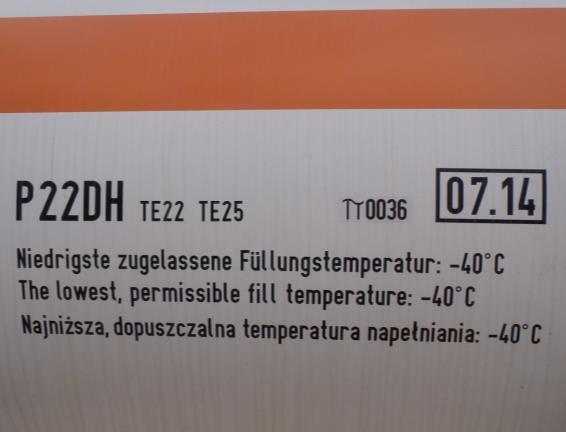 P22DH TE22 TE25 π0036 07.14
Niedrigste zugelassene Füllungstemperatur: -40°C
The lowest, permissible fill temperature: -40°C
Najniższa, dopuszczalna temperatura napełniania: -40°C